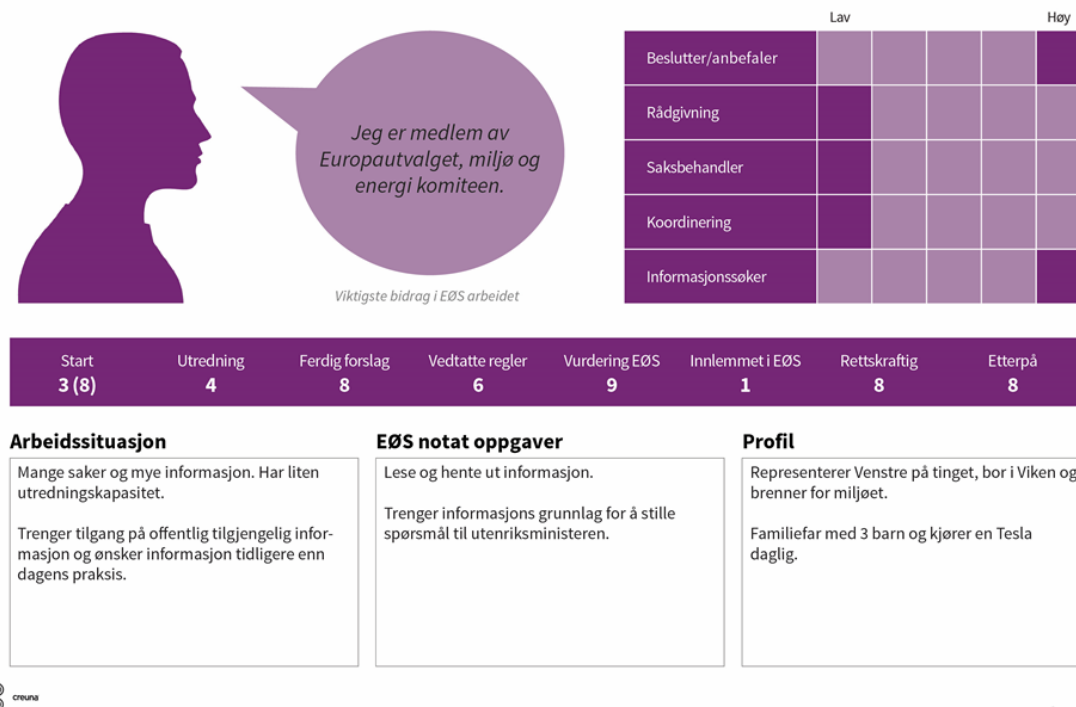 Lav
Høy
Jeg er medlem av
Europautvalget, miljø og
energi komiteen.
Viktigste bidrag i EØS arbeidet
Beslutter/anbefaler
Rådgivning
Saksbehandler
Koordinering
Informasjonssøker
Start
3 (8)
Utredning
4
Ferdig forslag
8
Vedtatte regler
6
Vurdering EØS
9
Innlemmet i EØS
1
Rettskraftig
8
Etterpå
8
Arbeidssituasjon
Mange saker og mye informasjon. Har liten
utredningskapasitet.
Trenger tilgang på offentlig tilgjengelig infor-
masjon og ønsker informasjon tidligere enn
dagens praksis.
EØS notat oppgaver
Lese og hente ut informasjon.
Trenger informasjons grunnlag for å stille
spørsmål til utenriksministeren.
Profil
Representerer Venstre på tinget, bor i Viken og
brenner for miljøet.
Familiefar med 3 barn og kjører en Tesla
daglig.
creuna